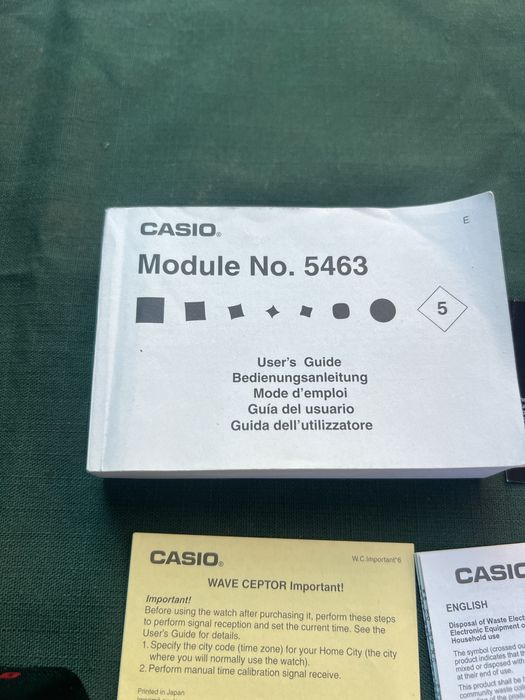 CASIO®
E
Module No. 5463
5
User's Guide
Bedienungsanleitung
Mode d'emploi
Guía del usuario
Guida dell'utilizzatore
CASIO®
W.C.Important*6
WAVE CEPTOR Important!
Important!
Before using the watch after purchasing it, perform these steps
to perform signal reception and set the current time. See the
User's Guide for details.
1. Specify the city code (time zone) for your Home City (the city
where you will normally use the watch).
2. Perform manual time calibration signal receive.
Printed in Japan
CASIO
ENGLISH
Disposal of Waste Elect
Electronic Equipment o
Household use
The symbol (crossed ou
product indicates that th
mixed or disposed with
at their end of use.
This product shall be